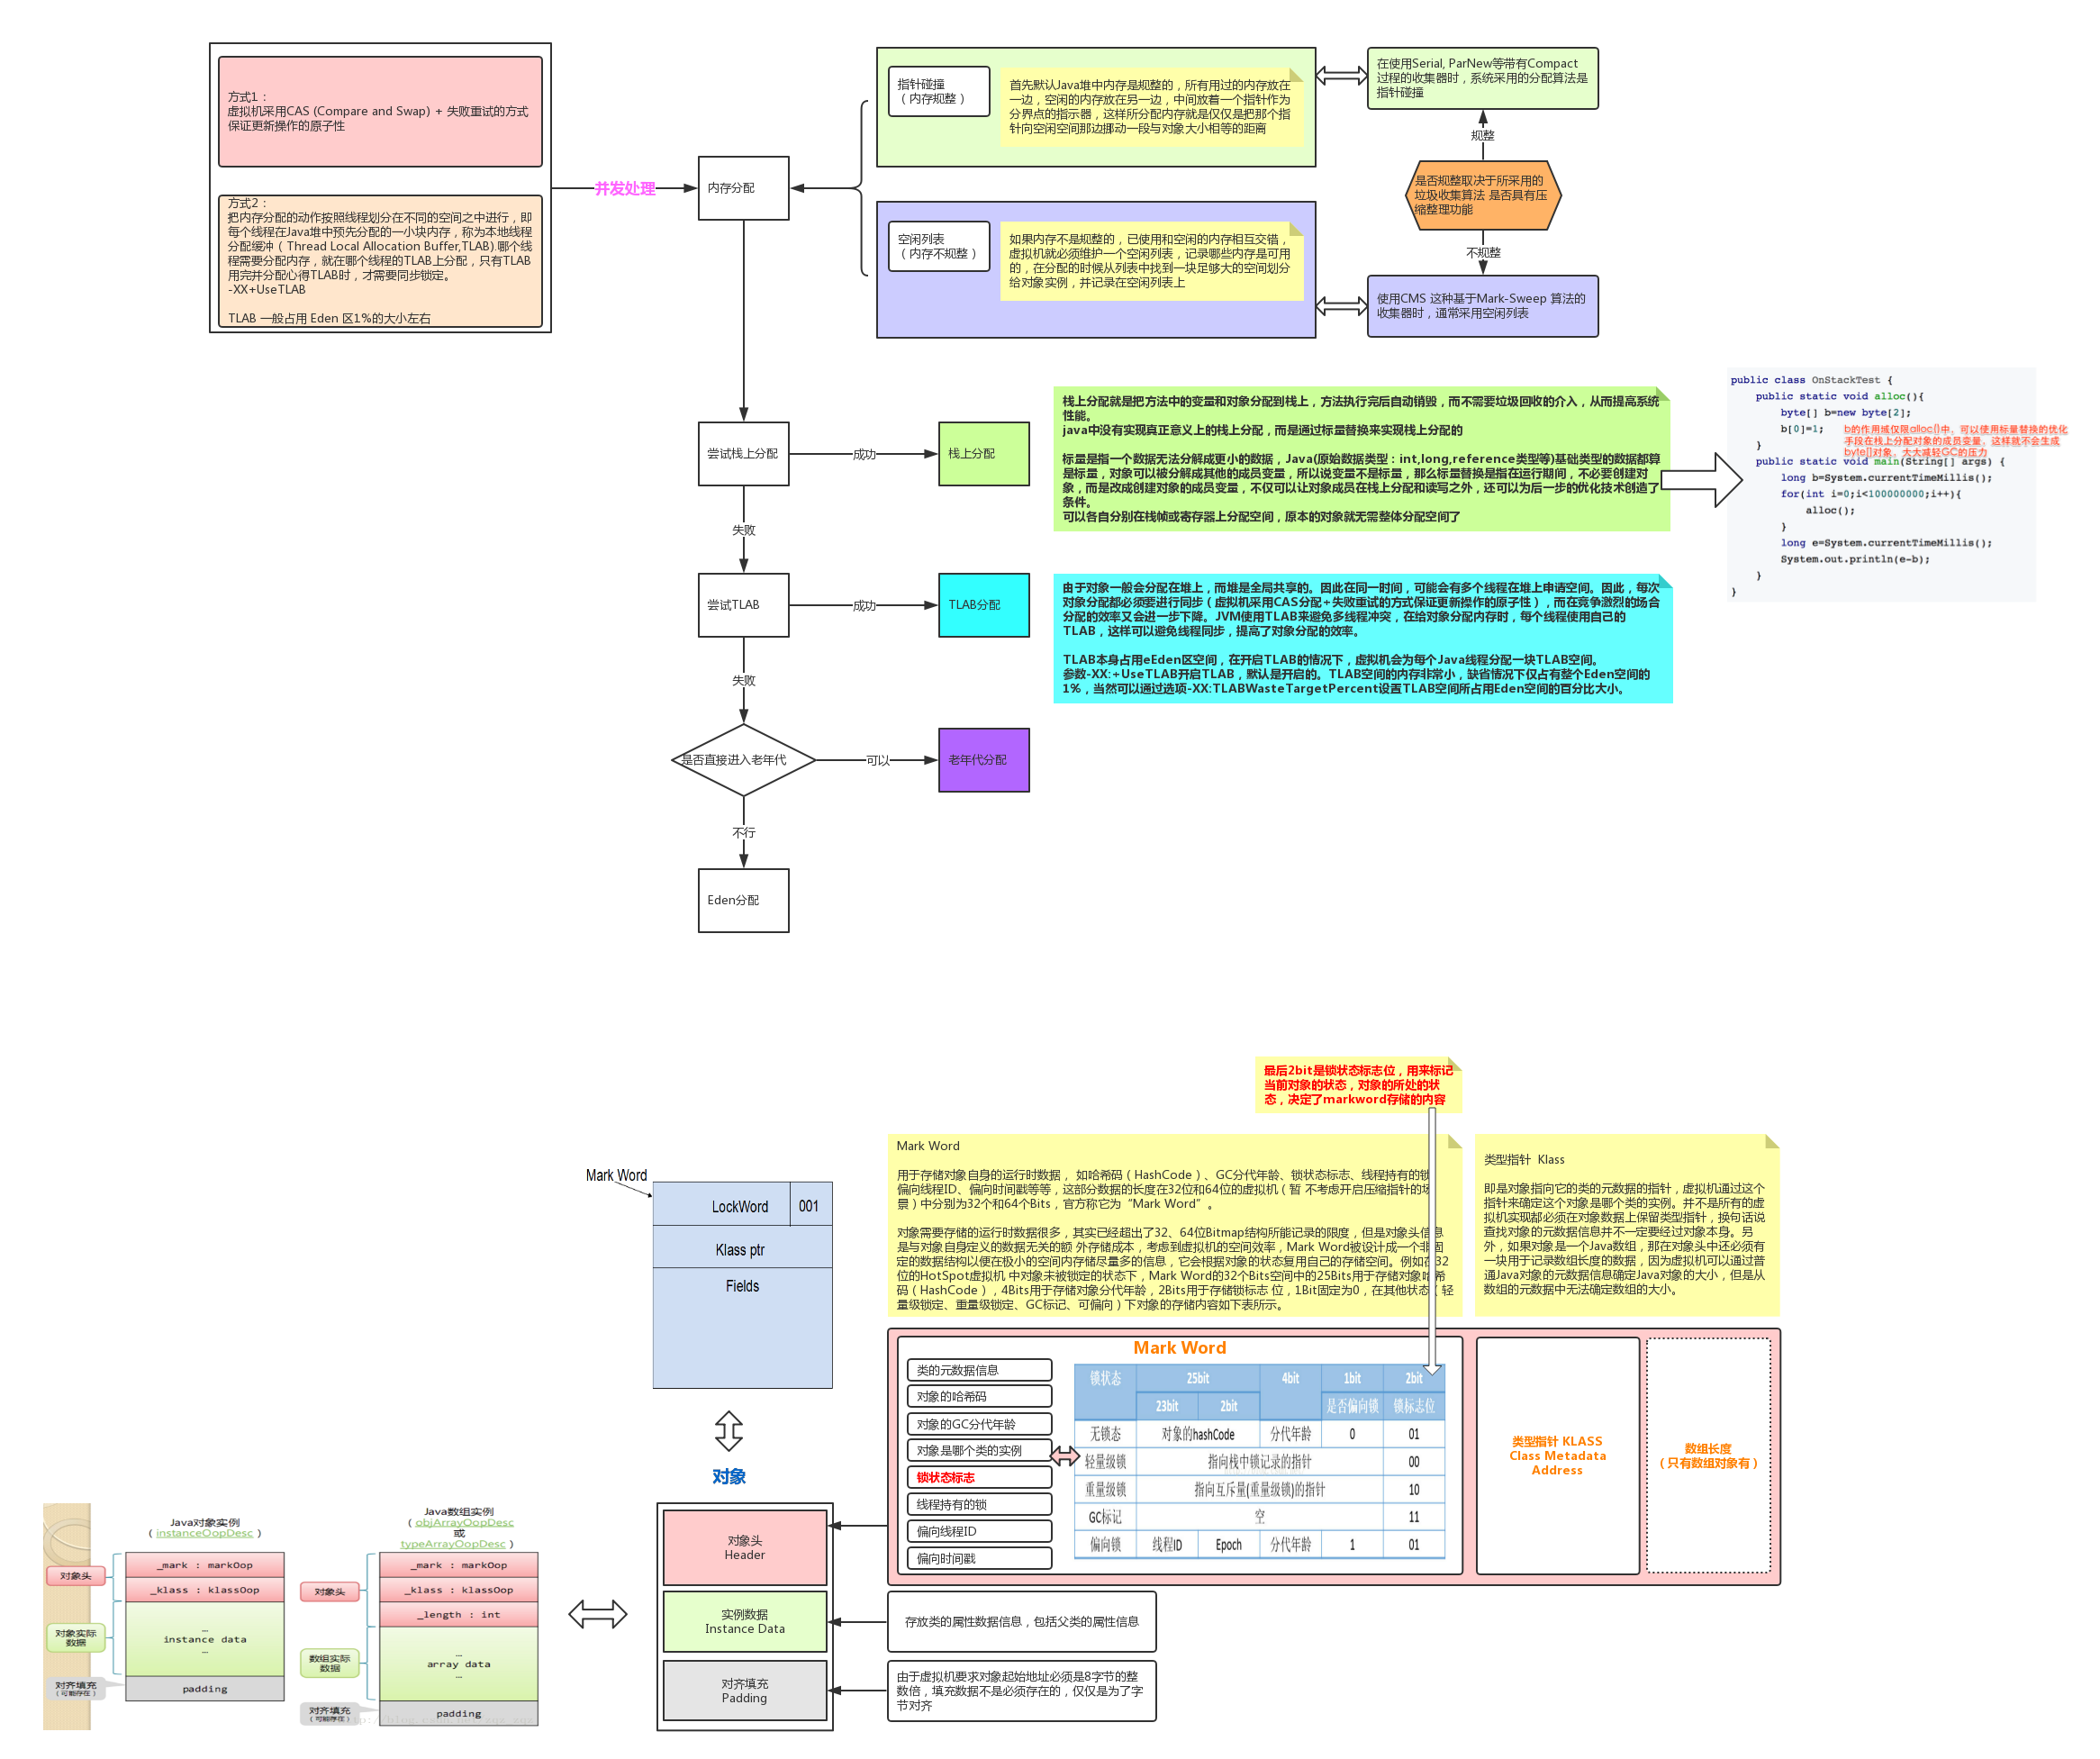 方式1：
虚拟机采用CAS (Compare and Swap) + 失败重试的方式
保证更新操作的原子性
方式2：
把内存分配的动作按照线程划分在不同的空间之中进行，即
每个线程在Java堆中预先分配的一小块内存，称为本地线程
分配缓冲（ Thread Local Allocation Buffer,TLAB).哪个线
程需要分配内存，就在哪个线程的TLAB上分配，只有TLAB
用完并分配心得TLAB时，才需要同步锁定。
-XX+UseTLAB
TLAB 一般占用 Eden 区1%的大小左右
并发处理
内存分配
指针碰撞
（ 内存规整 ）
首先默认Java堆中内存是规整的，所有用过的内存放在
一边，空闲的内存放在另一边，中间放着一个指针作为
分界点的指示器，这样所分配内存就是仅仅是把那个指
针向空闲空间那边挪动一段与对象大小相等的距离
在使用Serial, ParNew等带有Compact
过程的收集器时，系统采用的分配算法是
指针碰撞
规整
是否规整取决于所采用的
垃圾收集算法 是否具有压
缩整理功能
不规整
空闲列表
（ 内存不规整 ）
如果内存不是规整的，已使用和空闲的内存相互交错，
虚拟机就必须维护一个空闲列表，记录哪些内存是可用
的，在分配的时候从列表中找到一块足够大的空间划分
给对象实例，并记录在空闲列表上
使用CMS 这种基于Mark-Sweep 算法的
收集器时，通常采用空闲列表
尝试栈上分配
成功
栈上分配
栈上分配就是把方法中的变量和对象分配到栈上，方法执行完后自动销毁，而不需要垃圾回收的介入，从而提高系统
性能。
java中没有实现真正意义上的栈上分配，而是通过标量替换来实现栈上分配的
标量是指一个数据无法分解成更小的数据，Java(原始数据类型：int,long,reference类型等)基础类型的数据都算
是标量，对象可以被分解成其他的成员变量，所以说变量不是标量，那么标量替换是指在运行期间，不必要创建对
象，而是改成创建对象的成员变量，不仅可以让对象成员在栈上分配和读写之外，还可以为后一步的优化技术创造了
条件。
可以各自分别在栈帧或寄存器上分配空间，原本的对象就无需整体分配空间了
public class OnStackTest {
public static void alloc(){
byte[] b=new byte[2];
b[0]=1;
b的作用域仅限alloc()中，可以使用标量替换的优化
手段在栈上分配对象的成员变量，这样就不会生成
byte[]对象，大大减轻GC的压力
}
public static void main(String[] args) {
long b=System.currentTimeMillis();
for(int i=0;i<100000000;i++){
alloc();
}
long e=System.currentTimeMillis();
System.out.println(e-b);
}
}
失败
尝试TLAB
成功
TLAB分配
由于对象一般会分配在堆上，而堆是全局共享的。因此在同一时间，可能会有多个线程在堆上申请空间。因此，每次
对象分配都必须要进行同步（虚拟机采用CAS分配＋失败重试的方式保证更新操作的原子性），而在竞争激烈的场合
分配的效率又会进一步下降。JVM使用TLAB来避免多线程冲突，在给对象分配内存时，每个线程使用自己的
TLAB，这样可以避免线程同步，提高了对象分配的效率。
TLAB本身占用eEden区空间，在开启TLAB的情况下，虚拟机会为每个Java线程分配一块TLAB空间。
参数-XX:＋UseTLAB开启TLAB，默认是开启的。TLAB空间的内存非常小，缺省情况下仅占有整个Eden空间的
1%，当然可以通过选项-XX:TLABWasteTargetPercent设置TLAB空间所占用Eden空间的百分比大小。
失败
是否直接进入老年代
可以
老年代分配
不行
Eden分配
最后2bit是锁状态标志位，用来标记
当前对象的状态，对象的所处的状
态，决定了markword存储的内容
Mark Word
用于存储对象自身的运行时数据， 如哈希码（HashCode）、GC分代年龄、锁状态标志、线程持有的锁
偏向线程ID、偏向时间戳等等，这部分数据的长度在32位和64位的虚拟机（暂 不考虑开启压缩指针的场
景）中分别为32个和64个Bits，官方称它为“Mark Word”。
对象需要存储的运行时数据很多，其实已经超出了32、64位Bitmap结构所能记录的限度，但是对象头信息
是与对象自身定义的数据无关的额 外存储成本，考虑到虚拟机的空间效率，Mark Word被设计成一个非固
定的数据结构以便在极小的空间内存储尽量多的信息，它会根据对象的状态复用自己的存储空间。例如在32
位的HotSpot虚拟机 中对象未被锁定的状态下，Mark Word的32个Bits空间中的25Bits用于存储对象哈希
码（HashCode），4Bits用于存储对象分代年龄，2Bits用于存储锁标志 位，1Bit固定为0，在其他状态（轻
量级锁定、重量级锁定、GC标记、可偏向）下对象的存储内容如下表所示。
类型指针 Klass
即是对象指向它的类的元数据的指针，虚拟机通过这个
指针来确定这个对象是哪个类的实例。并不是所有的虚
拟机实现都必须在对象数据上保留类型指针，换句话说
查找对象的元数据信息并不一定要经过对象本身。另
外，如果对象是一个Java数组，那在对象头中还必须有
一块用于记录数组长度的数据，因为虚拟机可以通过普
通Java对象的元数据信息确定Java对象的大小，但是从
数组的元数据中无法确定数组的大小。
Mark Word
LockWord 001
Klass ptr
Fields
对象
Mark Word
类的元数据信息
对象的哈希码
对象的GC分代年龄
对象是哪个类的实例
锁状态标志
线程持有的锁
偏向线程ID
偏向时间戳
锁状态 25bit 4bit 1bit 2bit
23bit 2bit 是否偏向锁 锁标志位
无锁态 对象的hashCode 分代年龄 0 01
轻量级锁 指向栈中锁记录的指针 00
重量级锁 指向互斥量(重量级锁)的指针 10
GC标记 空 11
偏向锁 线程ID Epoch 分代年龄 1 01
类型指针 KLASS
Class Metadata
Address
数组长度
（ 只有数组对象有 ）
对象头
Header
实例数据
Instance Data
对齐填充
Padding
存放类的属性数据信息，包括父类的属性信息
由于虚拟机要求对象起始地址必须是8字节的整
数倍，填充数据不是必须存在的，仅仅是为了字
节对齐
Java对象实例
（ instanceOopDesc ）
对象头
_mark : markOop
_klass : klassOop
对象实际
数据
...
instance data
...
对齐填充
（可能存在）
padding
Java数组实例
（ objArrayOopDesc
或
typeArrayOopDesc ）
对象头
_mark : markOop
_klass : klassOop
_length : int
数组实际
数据
...
array data
...
对齐填充
（可能存在）
padding